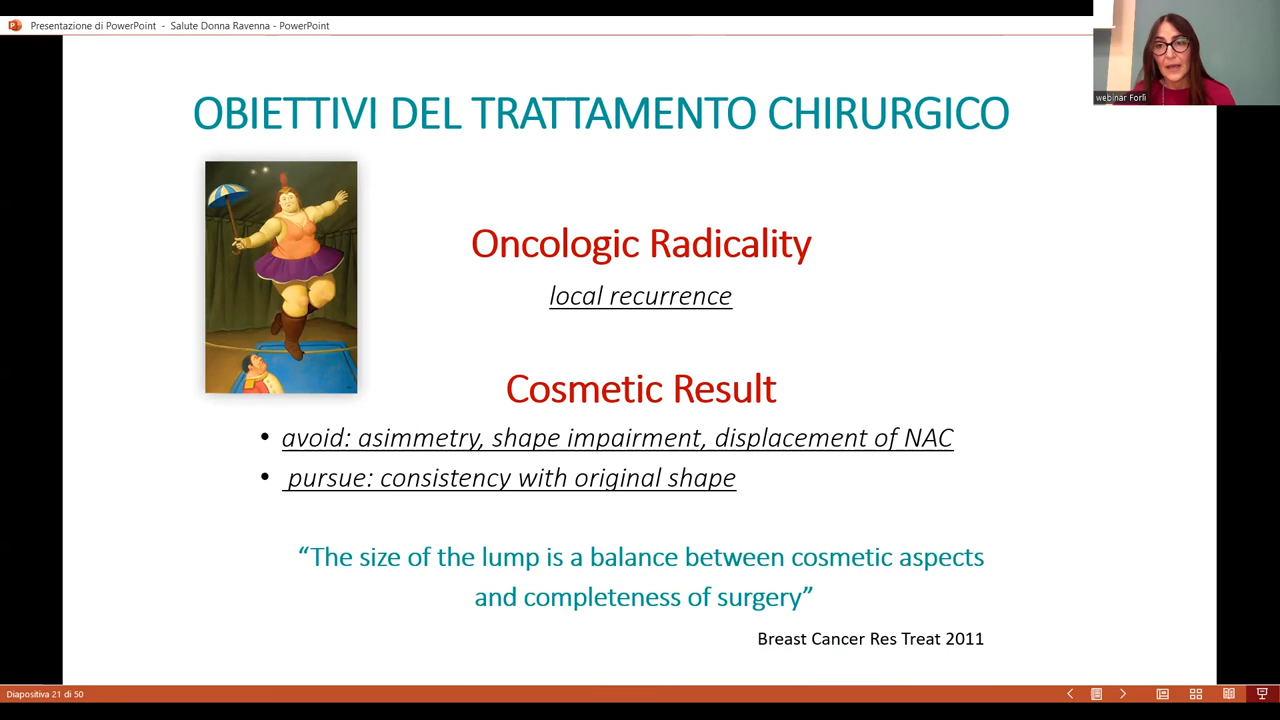 Presentazione di PowerPoint - Salute Donna Ravenna - PowerPoint
webinar Forlì
OBIETTIVI DEL TRATTAMENTO CHIRURGICO
Oncologic Radicality
local recurrence
Cosmetic Result
• avoid: asimmetry, shape impairment, displacement of NAC
• pursue: consistency with original shape
“The size of the lump is a balance between cosmetic aspects
and completeness of surgery”
Breast Cancer Res Treat 2011
Diapositiva 21 di 50